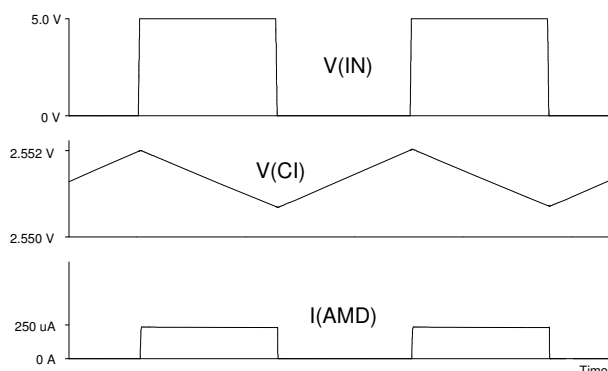 5.0 V
V(IN)
0 V
2.552 V
V(CI)
2.550 V
I(AMD)
250 uA
0 A
Time